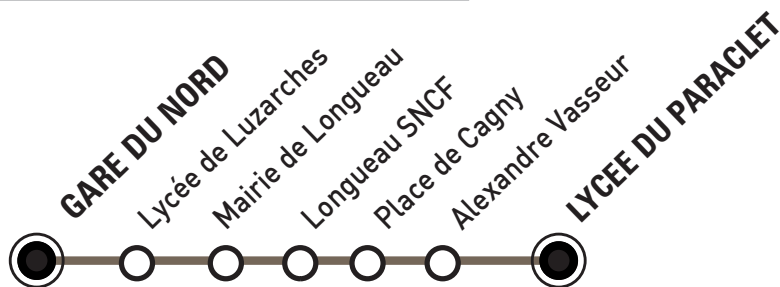 GARE DU NORD
Lycée de Luzarches
Mairie de Longueau
Longueau SNCF
Place de Cagny
Alexandre Vasseur
LYCEE DU PARACLET